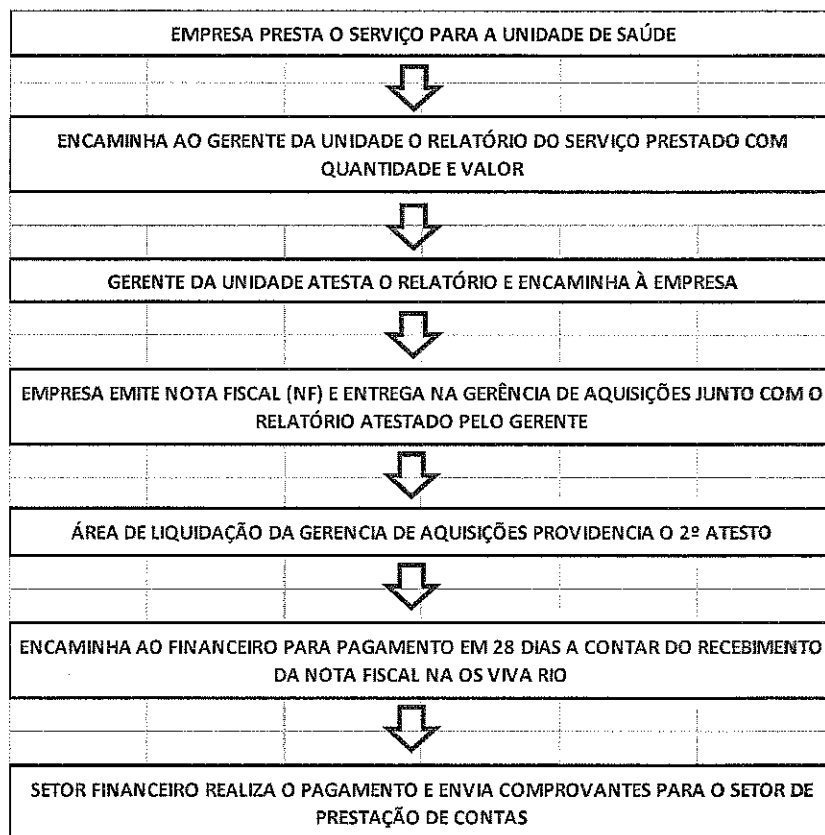 EMPRESA PRESTA O SERVIÇO PARA A UNIDADE DE SAÚDE
ENCAMINHA AO GERENTE DA UNIDADE O RELATÓRIO DO SERVIÇO PRESTADO COM
QUANTIDADE E VALOR
GERENTE DA UNIDADE ATESTA O RELATÓRIO E ENCAMINHA À EMPRESA
EMPRESA EMITE NOTA FISCAL (NF) E ENTREGA NA GERÊNCIA DE AQUISIÇÕES JUNTO COM O
RELATÓRIO ATESTADO PELO GERENTE
ÁREA DE LIQUIDAÇÃO DA GERENCIA DE AQUISIÇÕES PROVIDENCIA O 2º ATESTO
ENCAMINHA AO FINANCEIRO PARA PAGAMENTO EM 28 DIAS A CONTAR DO RECEBIMENTO
DA NOTA FISCAL NA OS VIVA RIO
SETOR FINANCEIRO REALIZA O PAGAMENTO E ENVIA COMPROVANTES PARA O SETOR DE
PRESTAÇÃO DE CONTAS